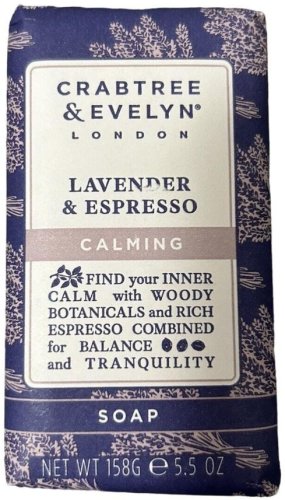 CRABTREE
& EVELYN®
LONDON
LAVENDER
& ESPRESSO
CALMING
FIND your INNER
CALM with WOODY
BOTANICALS and RICH
ESPRESSO COMBINED
for BALANCE
and TRANQUILITY
SOAP
NET WT 158G ℮ 5.5 OZ